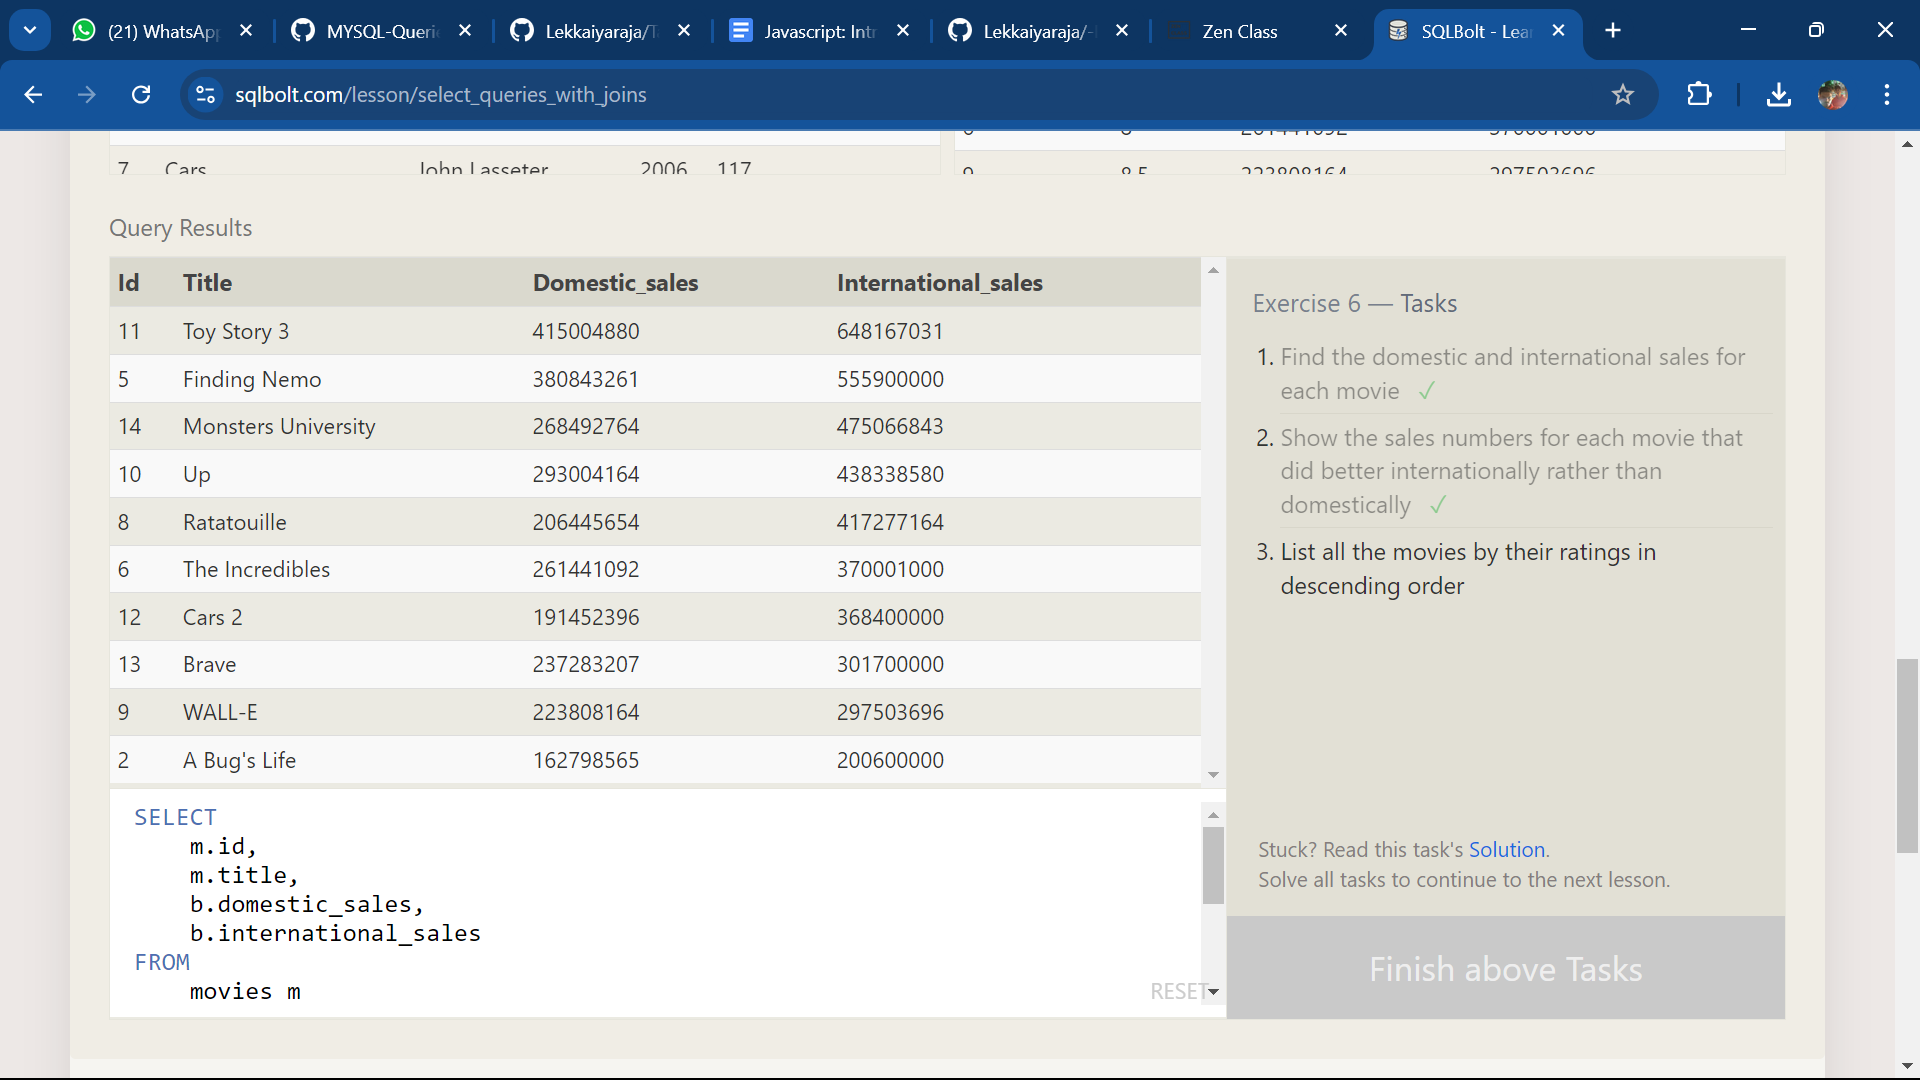 (21) WhatsApp
MYSQL-Queri
Lekkaiyaraja/T
Javascript: Int
Lekkaiyaraja/-
Zen Class
SQLBolt - Lear
sqlbolt.com/lesson/select_queries_with_joins
7 Cars John Lasseter 2006 117
9 8.5 223808164 297503696
Query Results
Id Title Domestic_sales International_sales
11 Toy Story 3 415004880 648167031
5 Finding Nemo 380843261 555900000
14 Monsters University 268492764 475066843
10 Up 293004164 438338580
8 Ratatouille 206445654 417277164
6 The Incredibles 261441092 370001000
12 Cars 2 191452396 368400000
13 Brave 237283207 301700000
9 WALL-E 223808164 297503696
2 A Bug's Life 162798565 200600000
SELECT
m.id,
m.title,
b.domestic_sales,
b.international_sales
FROM
movies m
RESET
Exercise 6 — Tasks
1. Find the domestic and international sales for
each movie ✓
2. Show the sales numbers for each movie that
did better internationally rather than
domestically ✓
3. List all the movies by their ratings in
descending order
Stuck? Read this task's Solution.
Solve all tasks to continue to the next lesson.
Finish above Tasks